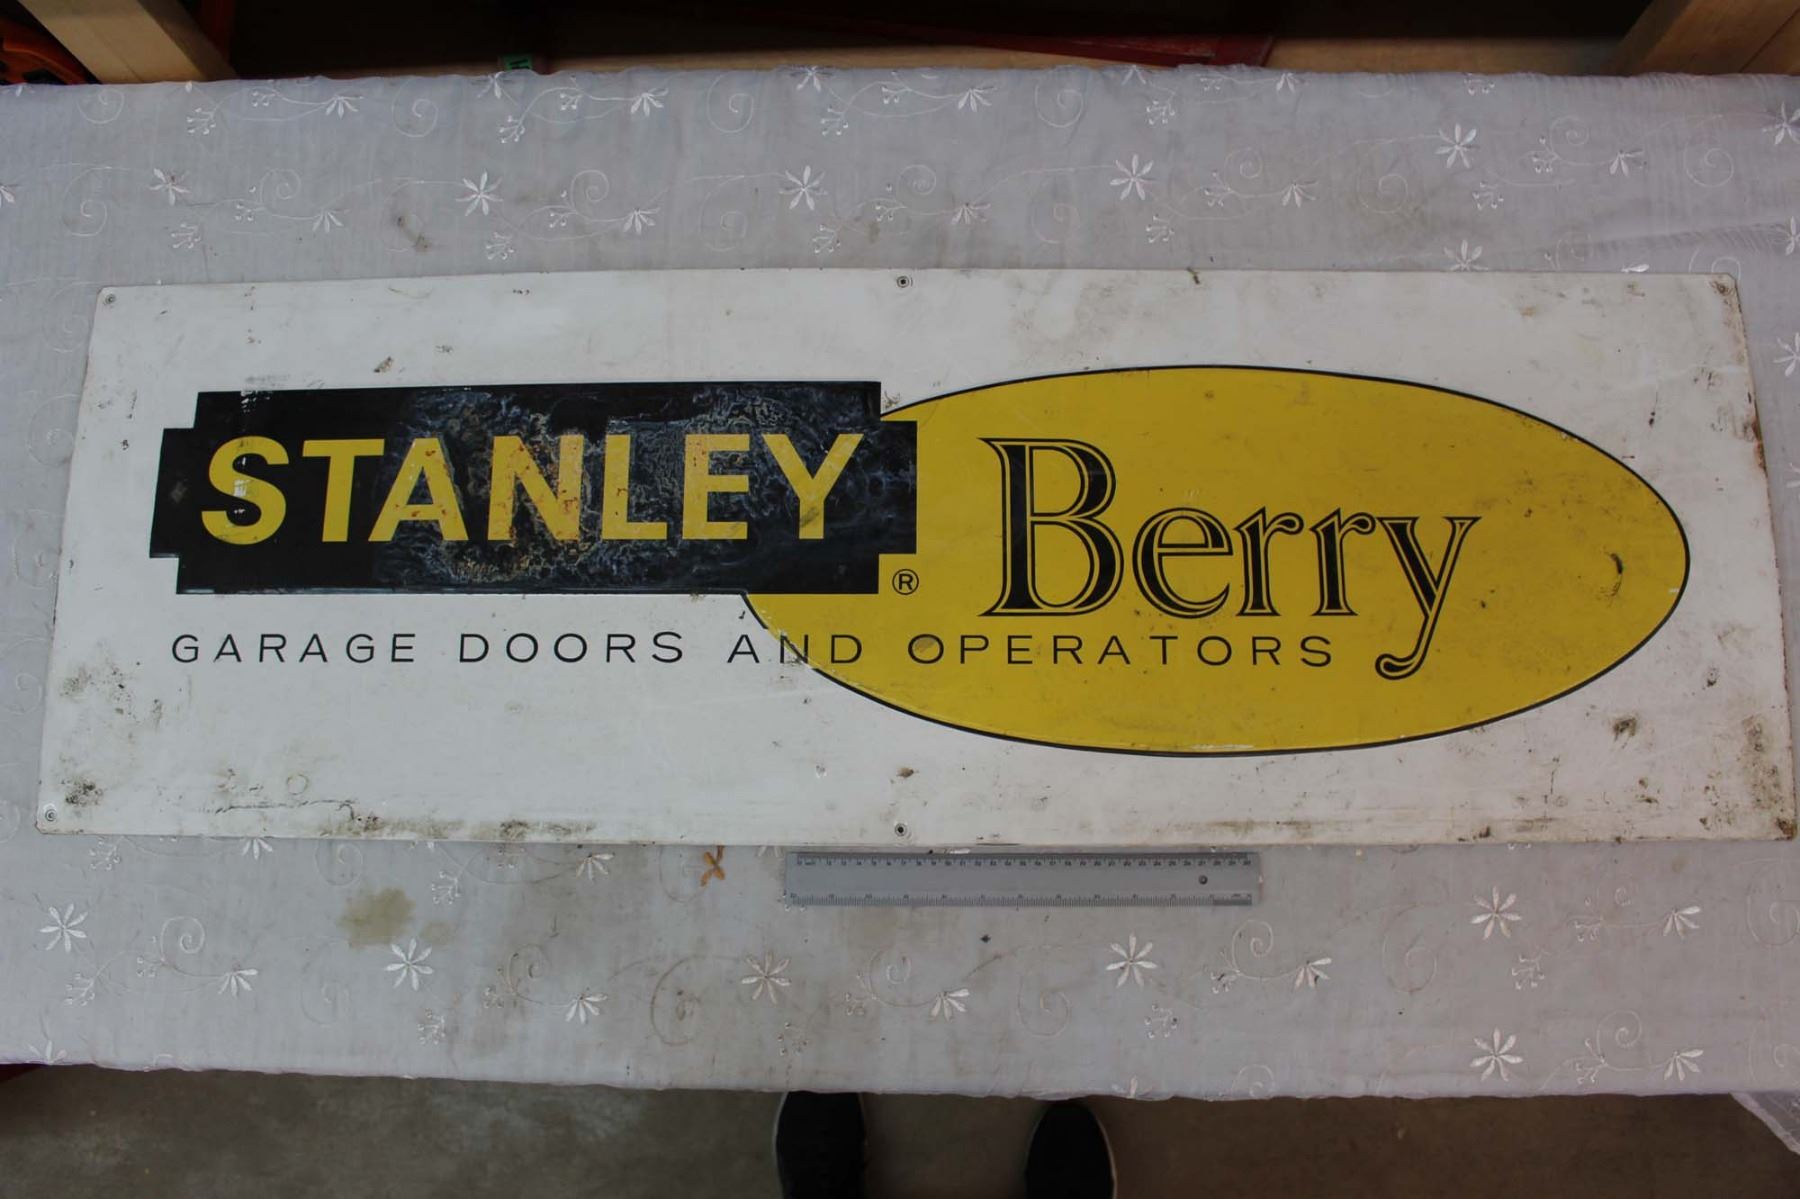 STANLEY
®
Berry
GARAGE DOORS AND OPERATORS